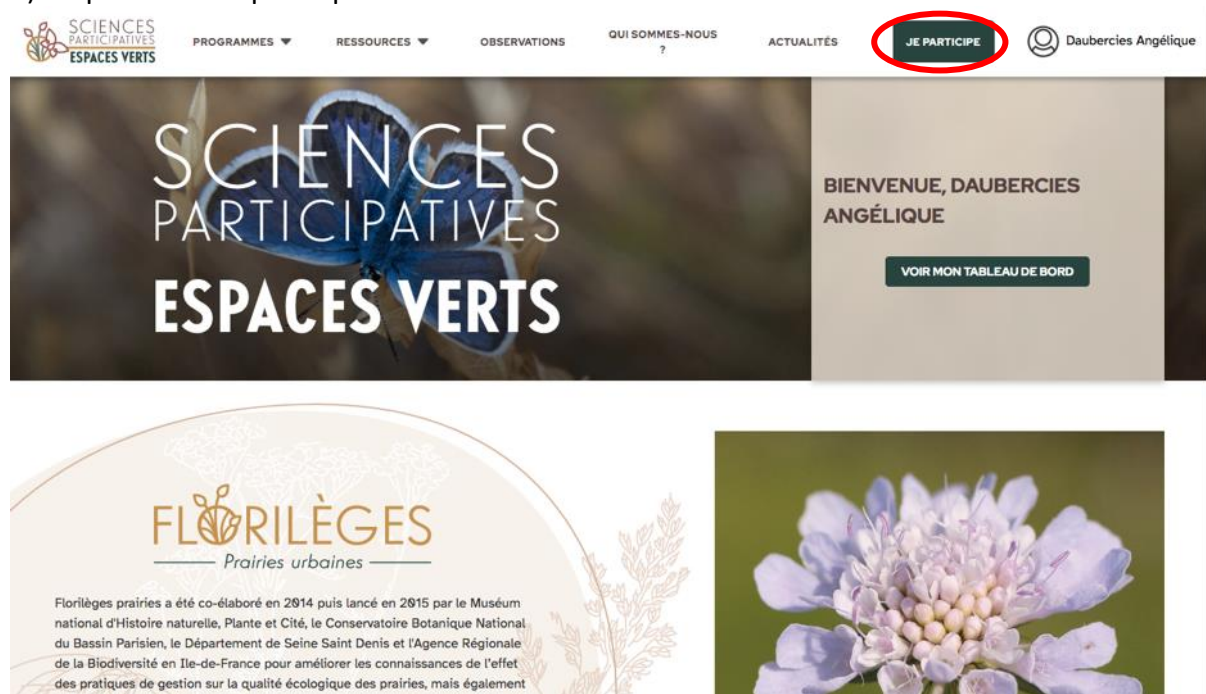 SCIENCES
PARTICIPATIVES
ESPACES VERTS
PROGRAMMES ▼
RESSOURCES ▼
OBSERVATIONS
QUI SOMMES-NOUS
?
ACTUALITÉS
JE PARTICIPE
Daubercies Angélique
SCIENCES
PARTICIPATIVES
ESPACES VERTS
BIENVENUE, DAUBERCIES
ANGÉLIQUE
VOIR MON TABLEAU DE BORD
FLORILÈGES
Prairies urbaines
Florilèges prairies a été co-élaboré en 2014 puis lancé en 2015 par le Muséum
national d'Histoire naturelle, Plante et Cité, le Conservatoire Botanique National
du Bassin Parisien, le Département de Seine Saint Denis et l'Agence Régionale
de la Biodiversité en Ile-de-France pour améliorer les connaissances de l'effet
des pratiques de gestion sur la qualité écologique des prairies, mais également